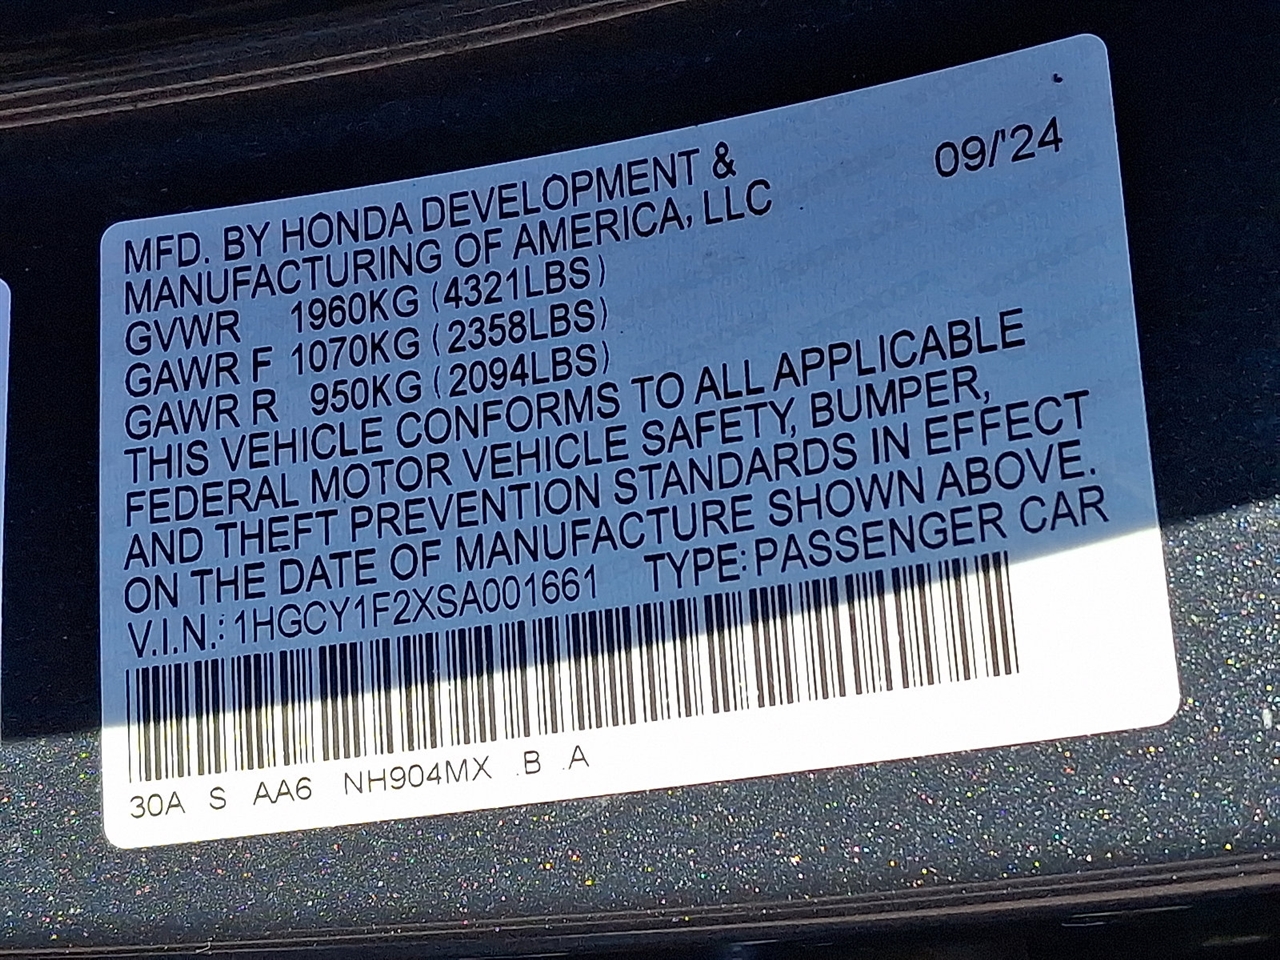 09/'24
MFD. BY HONDA DEVELOPMENT &
MANUFACTURING OF AMERICA, LLC
GVWR 1960KG (4321LBS)
GAWR F 1070KG (2358LBS)
GAWR R 950KG (2094LBS)
THIS VEHICLE CONFORMS TO ALL APPLICABLE
FEDERAL MOTOR VEHICLE SAFETY, BUMPER,
AND THEFT PREVENTION STANDARDS IN EFFECT
ON THE DATE OF MANUFACTURE SHOWN ABOVE.
V.I.N.: 1HGCY1F2XSA001661 TYPE: PASSENGER CAR
30A S AA6 NH904MX .B .A